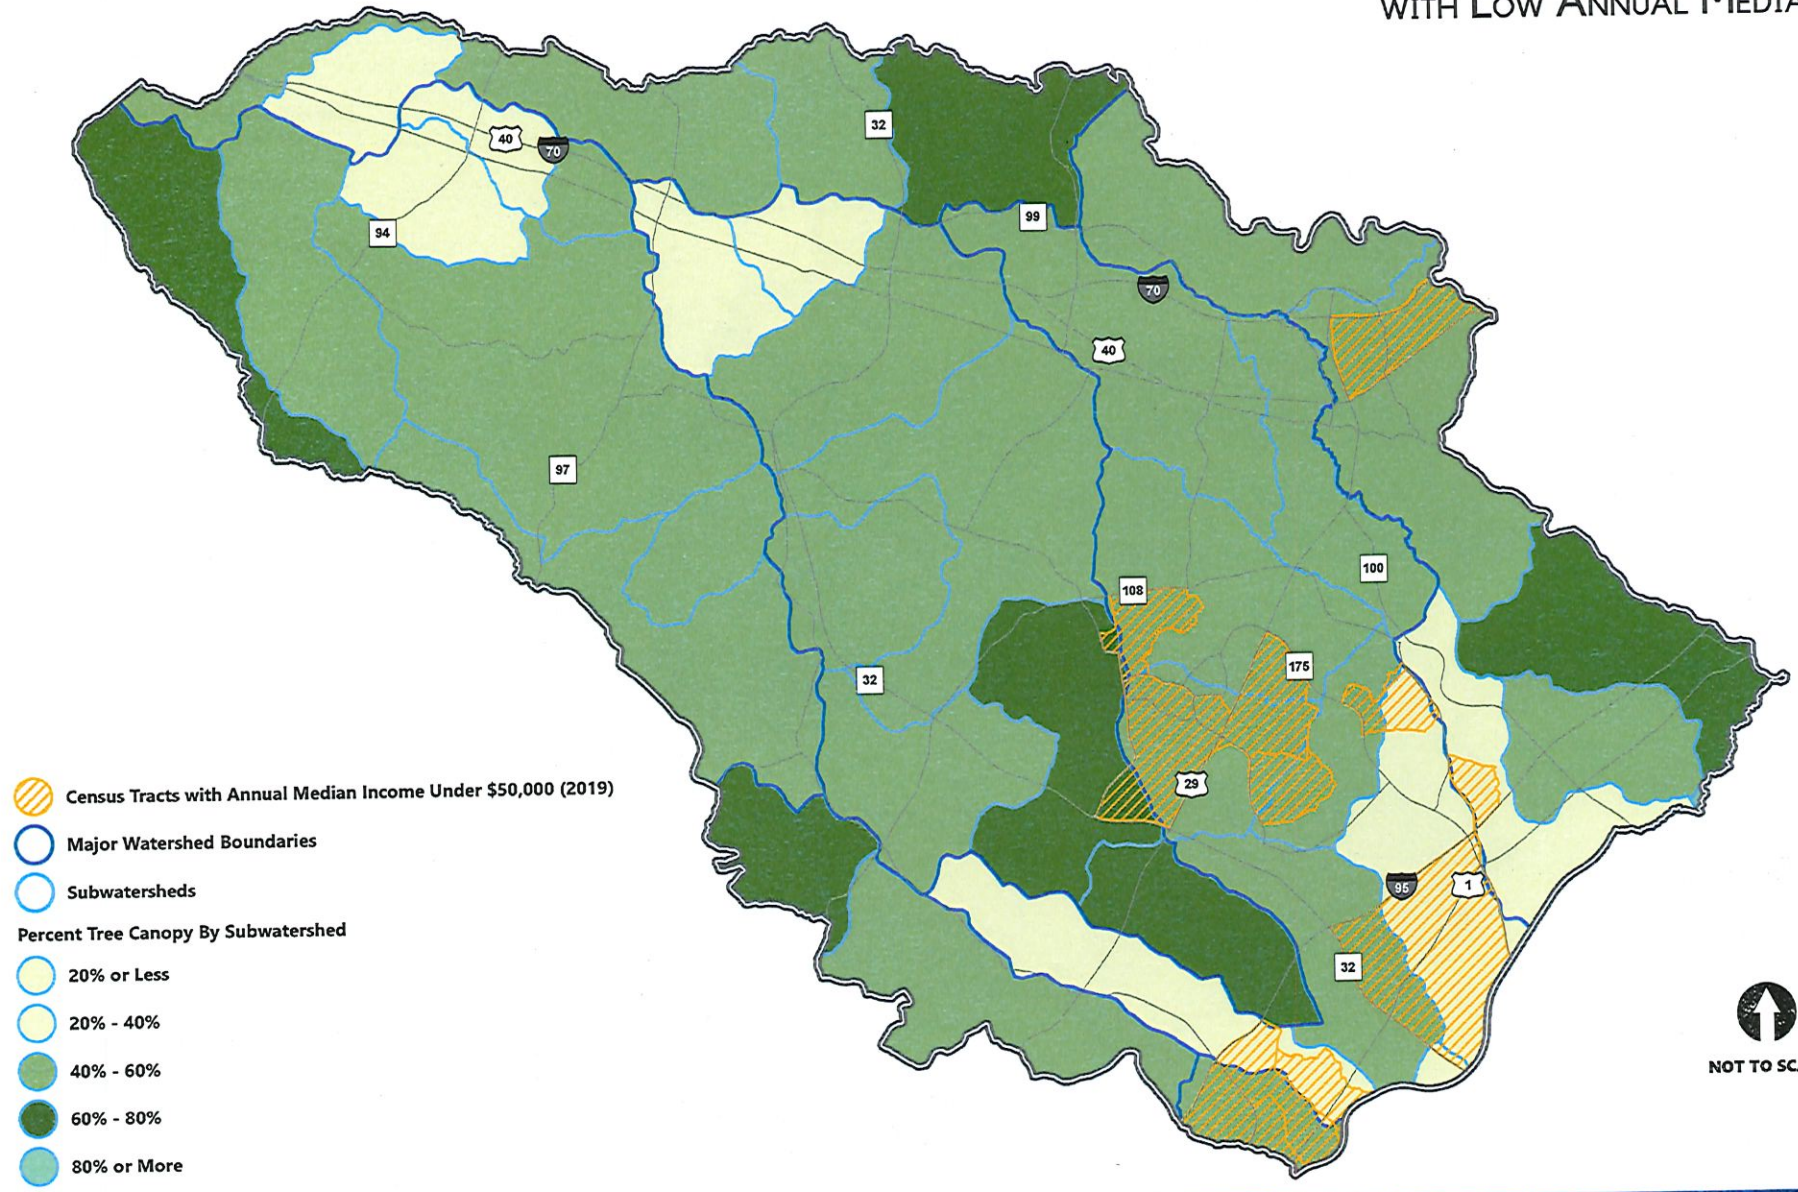 WITH LOW ANNUAL MEDIA
32
40
70
99
94
70
40
97
100
108
175
32
29
95
1
32
Census Tracts with Annual Median Income Under $50,000 (2019)
Major Watershed Boundaries
Subwatersheds
Percent Tree Canopy By Subwatershed
20% or Less
20% - 40%
40% - 60%
60% - 80%
80% or More
NOT TO SCA